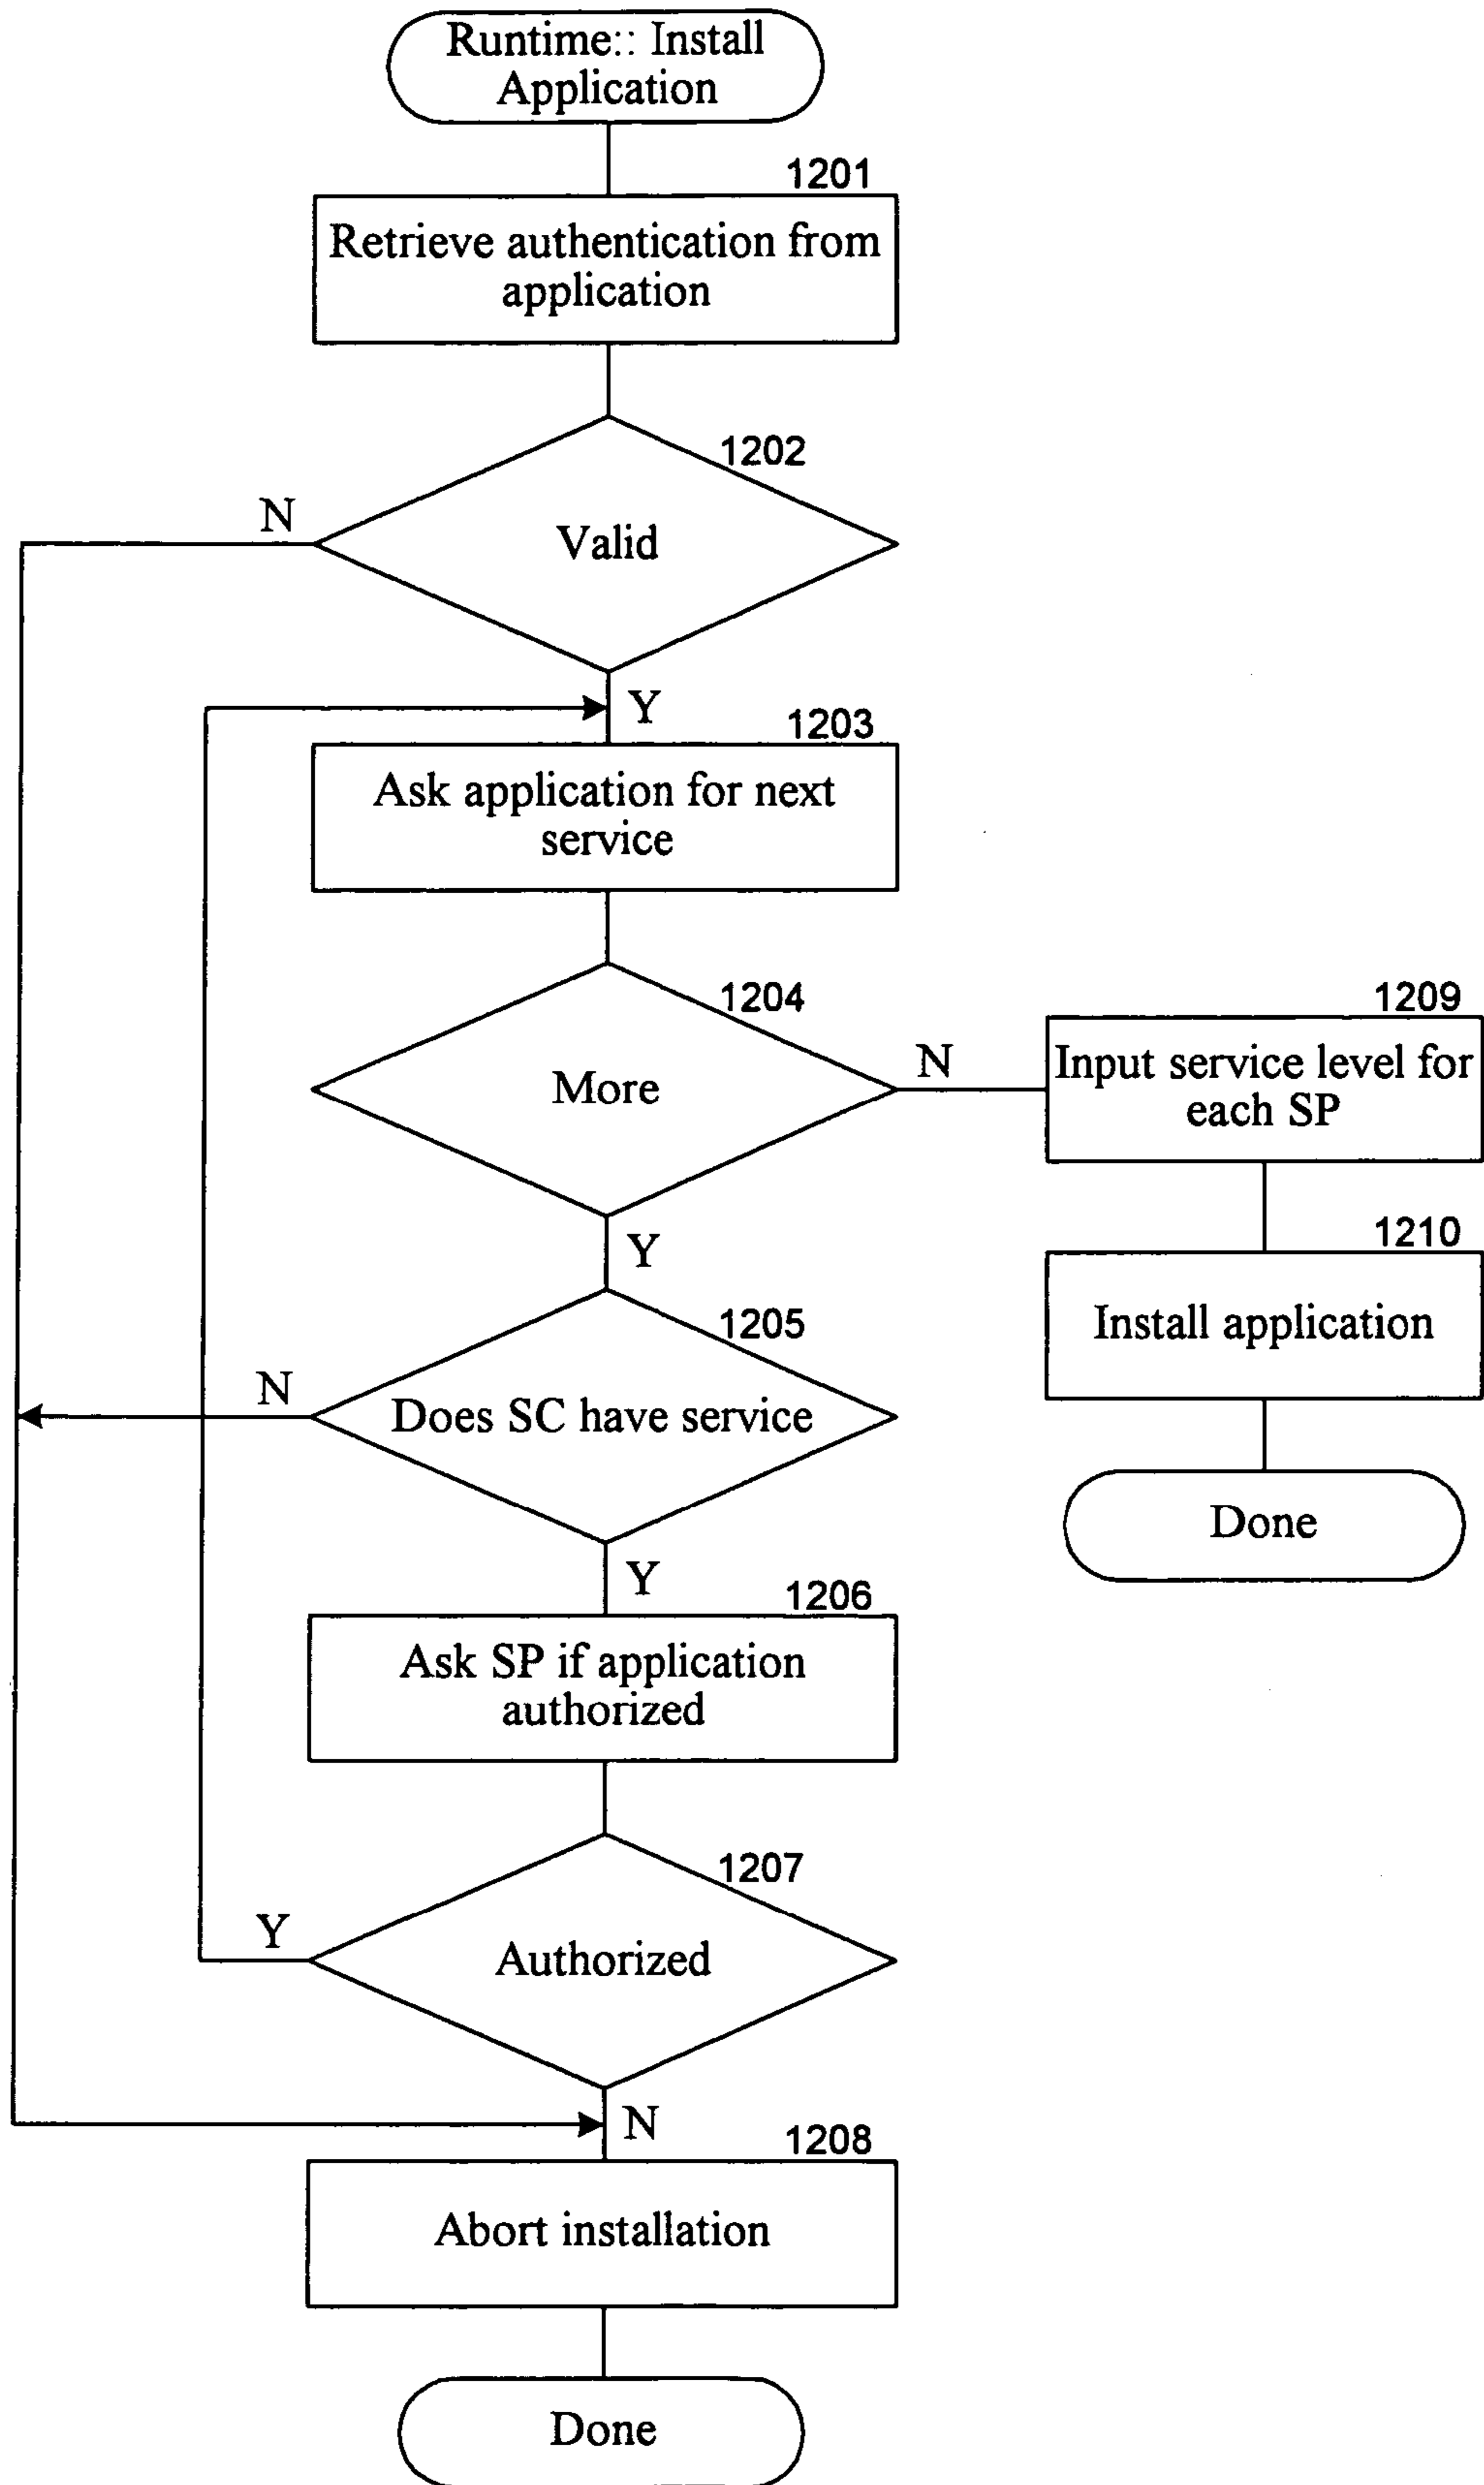 Runtime:: Install
Application
1201
Retrieve authentication from
application
1202
N
Valid
Y
1203
Ask application for next
service
1204
More
N
1209
Input service level for
each SP
Y
1210
Install application
1205
N
Does SC have service
Done
Y
1206
Ask SP if application
authorized
1207
Y
Authorized
N
1208
Abort installation
Done